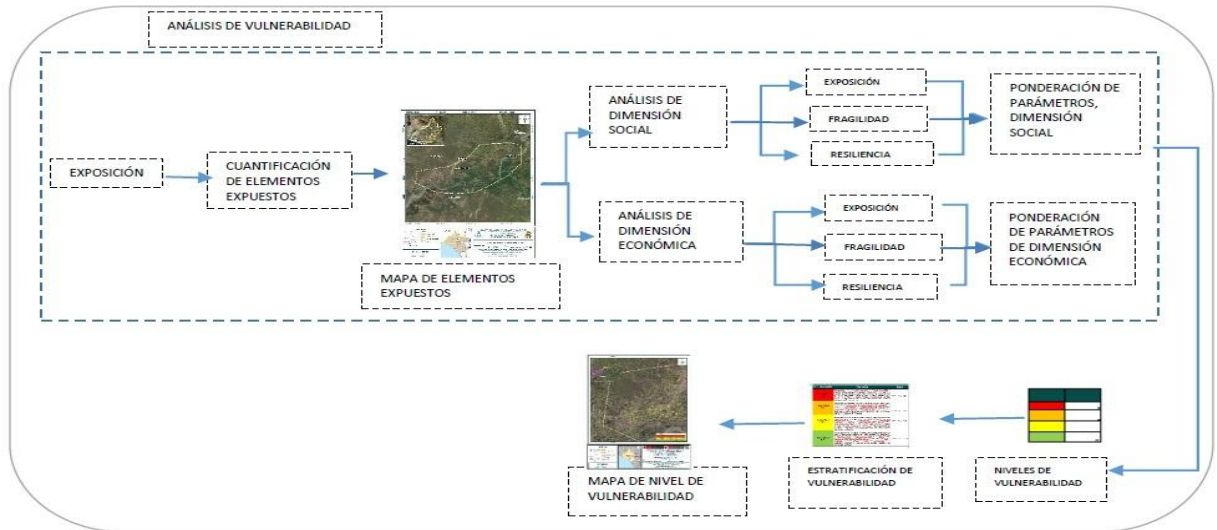 ANÁLISIS DE VULNERABILIDAD
EXPOSICIÓN
CUANTIFICACIÓN
DE ELEMENTOS
EXPUESTOS
MAPA DE ELEMENTOS
EXPUESTOS
ANÁLISIS DE
DIMENSIÓN
SOCIAL
EXPOSICIÓN
FRAGILIDAD
RESILIENCIA
PONDERACIÓN DE
PARÁMETROS,
DIMENSIÓN
SOCIAL
ANÁLISIS DE
DIMENSIÓN
ECONÓMICA
EXPOSICIÓN
FRAGILIDAD
RESILIENCIA
PONDERACIÓN
DE PARÁMETROS
DE DIMENSIÓN
ECONÓMICA
NIVELES DE
VULNERABILIDAD
ESTRATIFICACIÓN DE
VULNERABILIDAD
MAPA DE NIVEL DE
VULNERABILIDAD